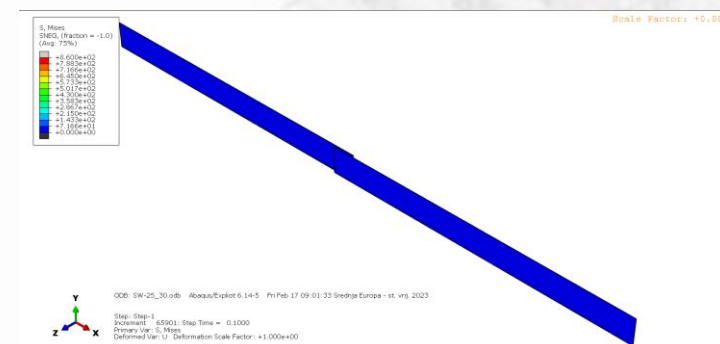 Scale Factor: +0.00
S, Mises
SNEG, (fraction = -1.0)
(Avg: 75%)
+8.600e+02
+7.883e+02
+7.166e+02
+6.450e+02
+5.733e+02
+5.017e+02
+4.300e+02
+3.583e+02
+2.867e+02
+2.150e+02
+1.433e+02
+7.166e+01
+0.000e+00
ODB: SW-25_30.odb Abaqus/Explicit 6.14-5 Fri Feb 17 09:01:33 Srednja Europa - st. vrij. 2023
Y
Z
X
Step: Step-1
Increment 65901: Step Time = 0.1000
Primary Var: S, Mises
Deformed Var: U Deformation Scale Factor: +1.000e+00